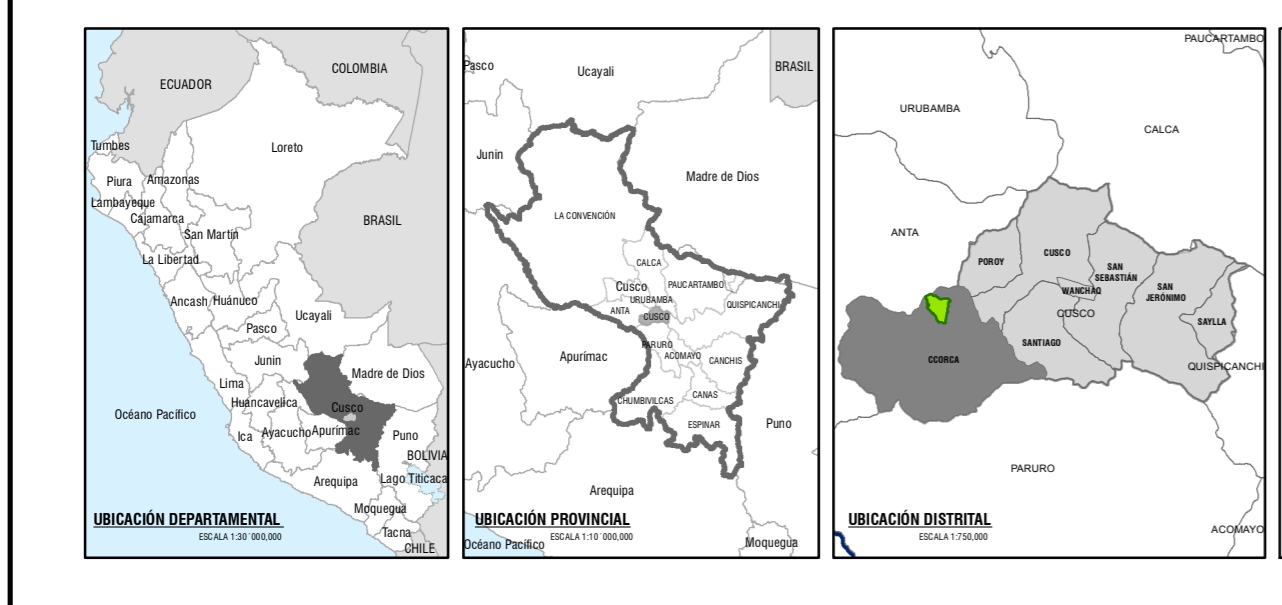 COLOMBIA
ECUADOR
Tumbes
Loreto
Piura
Amazonas
Lambayeque
Cajamarca
BRASIL
San Martín
La Libertad
Ancash
Huánuco
Ucayali
Pasco
Junin
Lima
Madre de Dios
Huancavelica
Cusco
Océano Pacífico
Ica
Ayacucho
Apurímac
Puno
BOLIVIA
Arequipa
Lago Titicaca
Moquegua
Tacna
CHILE
UBICACIÓN DEPARTAMENTAL
ESCALA 1:30´000,000
Pasco
Ucayali
BRASIL
Junin
Madre de Dios
LA CONVENCIÓN
CALCA
Cusco
PAUCARTAMBO
URUBAMBA
QUISPICANCHI
ANTA
CUSCO
PARURO
ACOMAYO
CANCHIS
Ayacucho
Apurímac
CHUMBIVILCAS
CANAS
ESPINAR
Puno
Arequipa
UBICACIÓN PROVINCIAL
ESCALA 1:10´000,000
Océano Pacífico
Moquegua
PAUCARTAMBO
URUBAMBA
CALCA
ANTA
POROY
CUSCO
SAN
SEBASTIÁN
WANCHAQ
SAN
JERÓNIMO
CUSCO
SAYLLA
SANTIAGO
CCORCA
QUISPICANCHI
PARURO
UBICACIÓN DISTRITAL
ESCALA 1:750,000
ACOMAYO